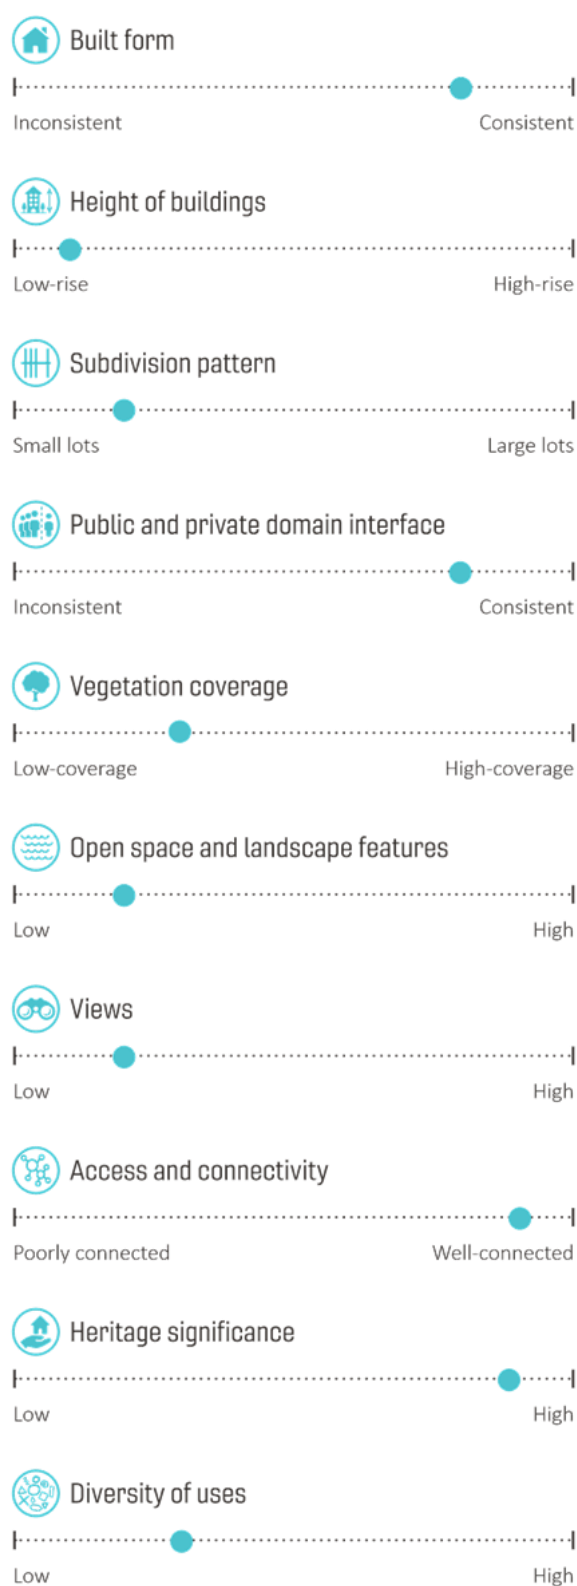 Built form
Inconsistent Consistent
Height of buildings
Low-rise High-rise
Subdivision pattern
Small lots Large lots
Public and private domain interface
Inconsistent Consistent
Vegetation coverage
Low-coverage High-coverage
Open space and landscape features
Low High
Views
Low High
Access and connectivity
Poorly connected Well-connected
Heritage significance
Low High
Diversity of uses
Low High